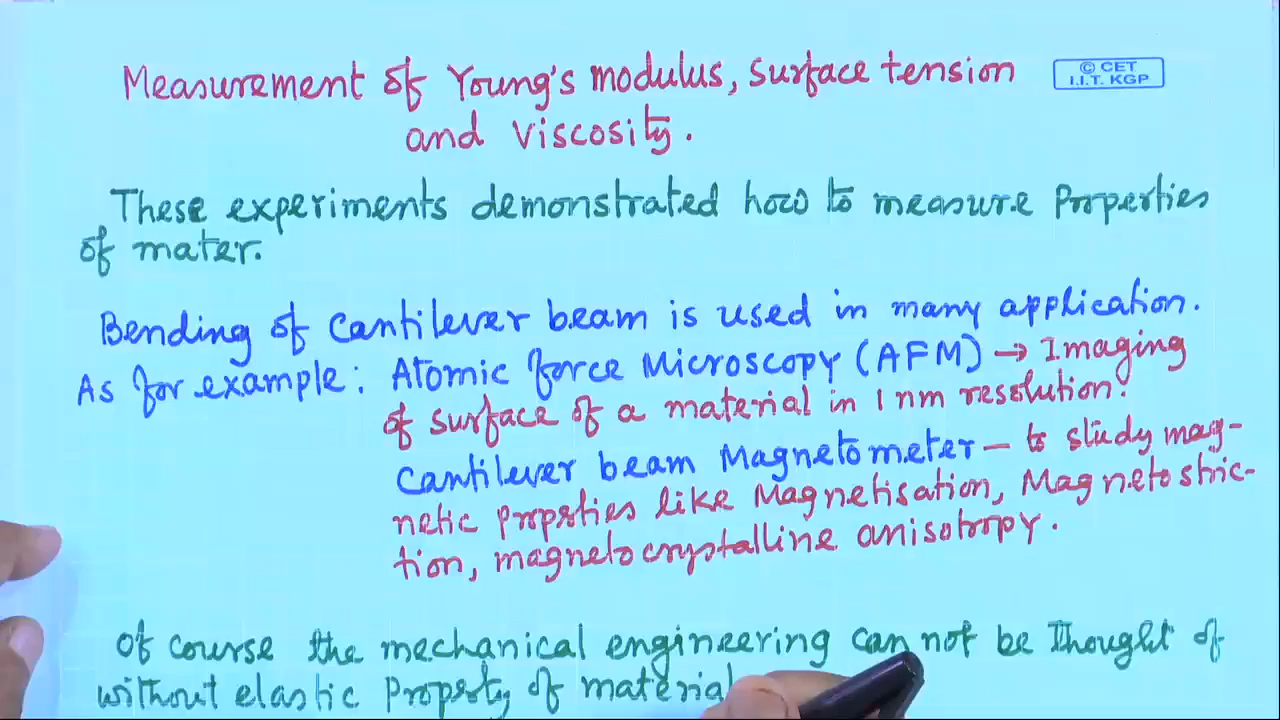 Measurement of Young's modulus, surface tension
© CET
I.I.T. KGP
and viscosity.
These experiments demonstrated how to measure Properties
of mater.
Bending of cantilever beam is used in many application.
As for example: Atomic force Microscopy (AFM) → Imaging
of surface of a material in 1 nm resolution.
cantilever beam Magnetometer – to study mag-
netic propsties like Magnetisation, Magnetostric-
tion, magnetocrystalline anisotropy.
Of course the mechanical engineering can not be thought of
without elastic Property of material